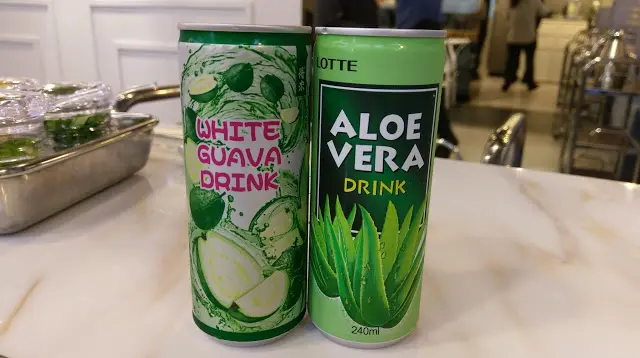 WHITE
GUAVA
DRINK
LOTTE
ALOE
VERA
DRINK
240ml